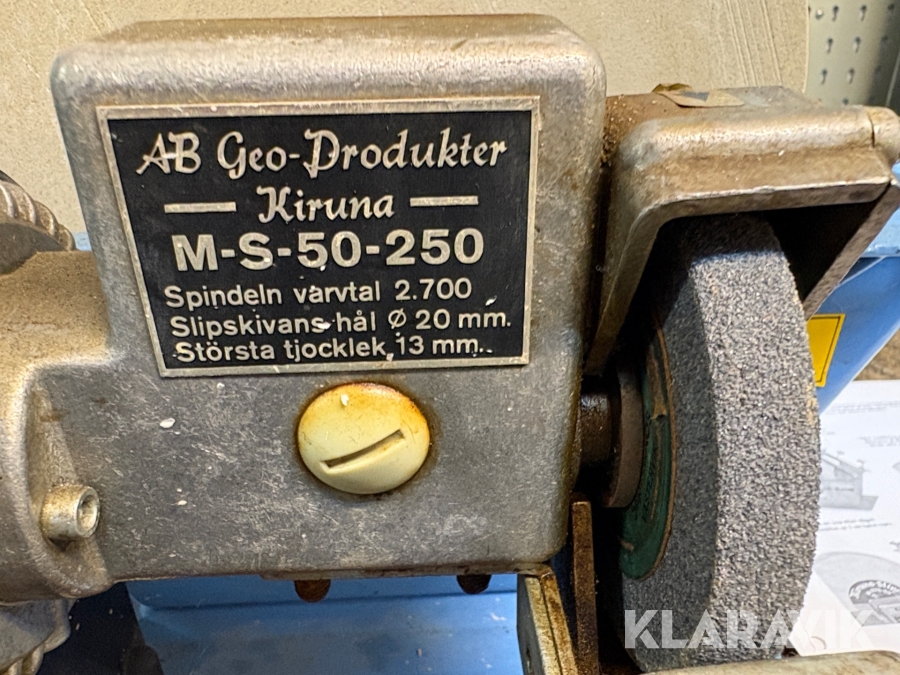 AB Geo-Produkter
Kiruna
M-S-50-250
Spindeln varvtal 2.700
Slipskivans hål Ø 20 mm.
Största tjocklek 13 mm.
KLARAVIK